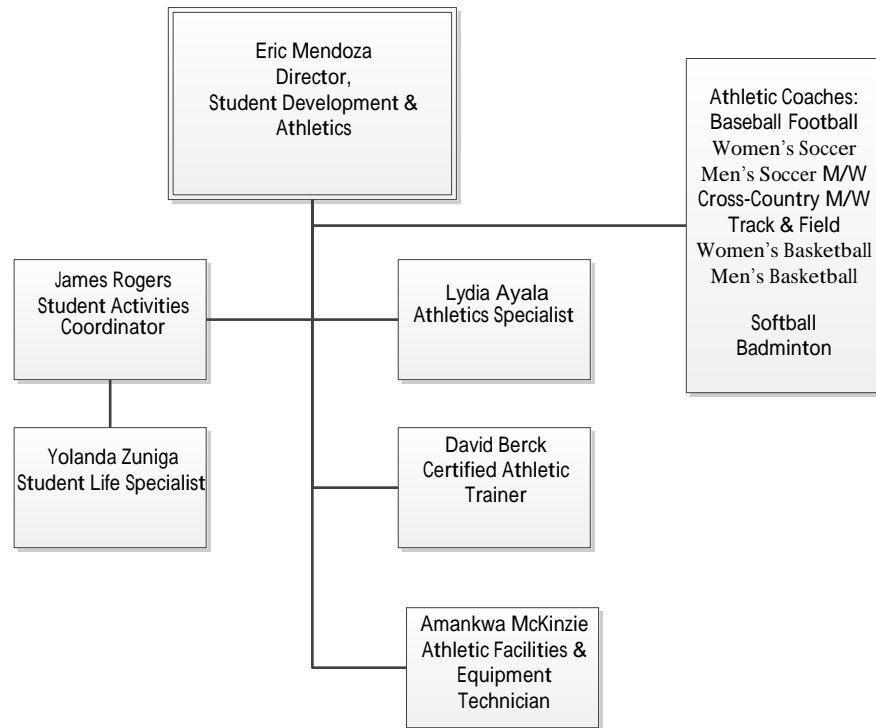 Eric Mendoza
Director,
Student Development &
Athletics
Athletic Coaches:
Baseball Football
Women’s Soccer
Men’s Soccer M/W
Cross-Country M/W
Track & Field
Women’s Basketball
Men’s Basketball
Softball
Badminton
James Rogers
Student Activities
Coordinator
Lydia Ayala
Athletics Specialist
Yolanda Zuniga
Student Life Specialist
David Berck
Certified Athletic
Trainer
Amankwa McKinzie
Athletic Facilities &
Equipment
Technician